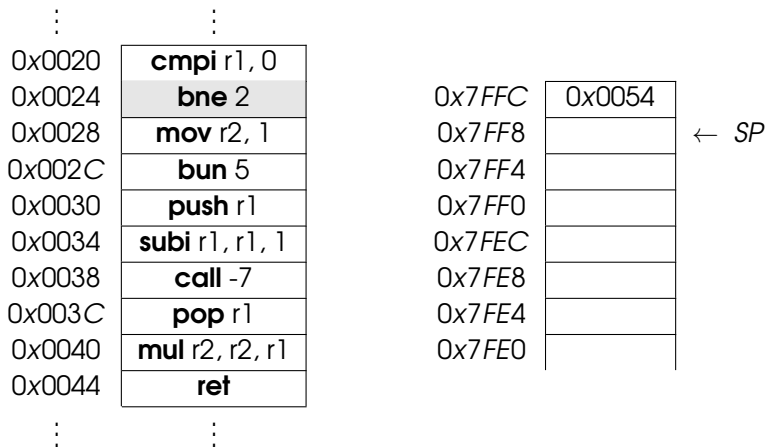 0x0020 cmpi r1, 0
0x0024 bne 2 0x7FFC 0x0054
0x0028 mov r2, 1 0x7FF8 ← SP
0x002C bun 5 0x7FF4
0x0030 push r1 0x7FF0
0x0034 subi r1, r1, 1 0x7FEC
0x0038 call -7 0x7FE8
0x003C pop r1 0x7FE4
0x0040 mul r2, r2, r1 0x7FE0
0x0044 ret